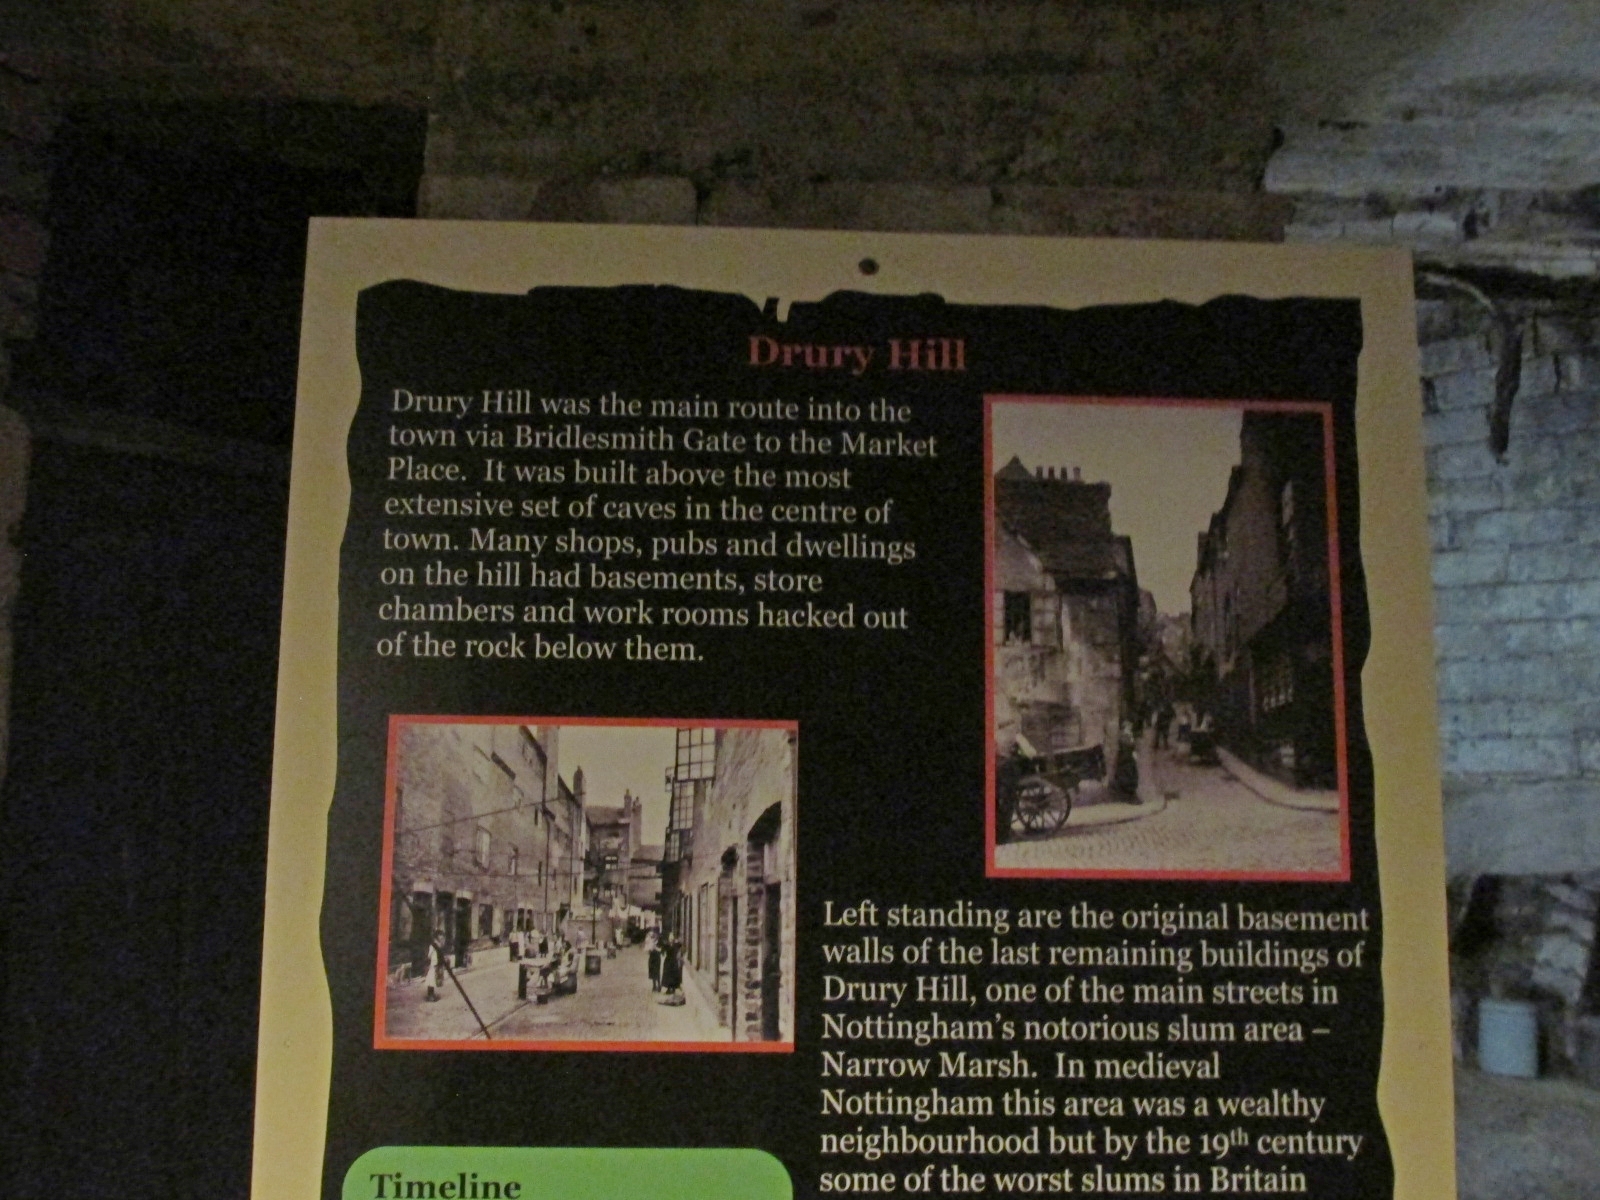 Drury Hill
Drury Hill was the main route into the
town via Bridlesmith Gate to the Market
Place.  It was built above the most
extensive set of caves in the centre of
town. Many shops, pubs and dwellings
on the hill had basements, store
chambers and work rooms hacked out
of the rock below them.
Left standing are the original basement
walls of the last remaining buildings of
Drury Hill, one of the main streets in
Nottingham’s notorious slum area –
Narrow Marsh.  In medieval
Nottingham this area was a wealthy
neighbourhood but by the 19th century
some of the worst slums in Britain
Timeline